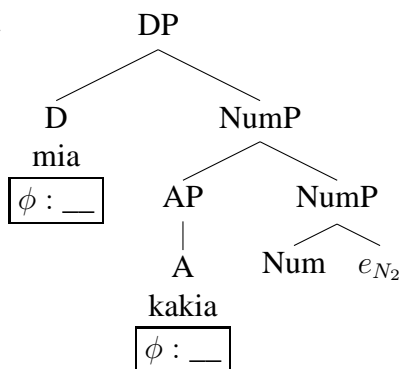 DP
D NumP
mia
ϕ : __ AP NumP
A Num e_{N_2}
kakia
ϕ : __